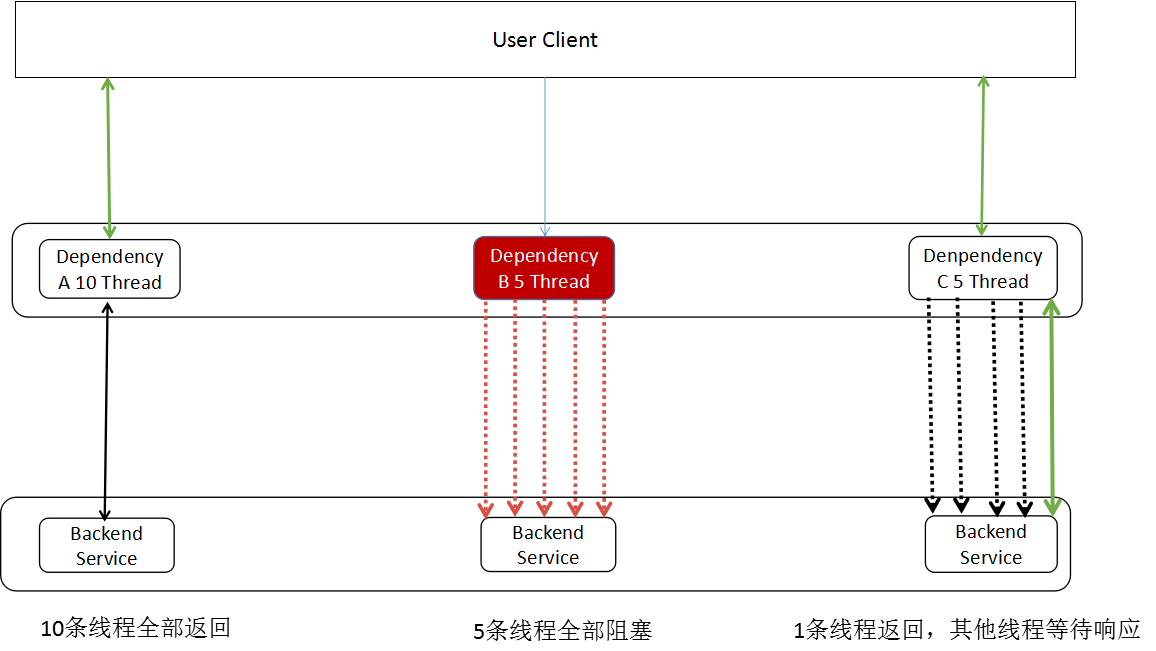 User Client
Dependency
A 10 Thread
Dependency
B 5 Thread
Denpendency
C 5 Thread
Backend
Service
Backend
Service
Backend
Service
10条线程全部返回
5条线程全部阻塞
1条线程返回，其他线程等待响应